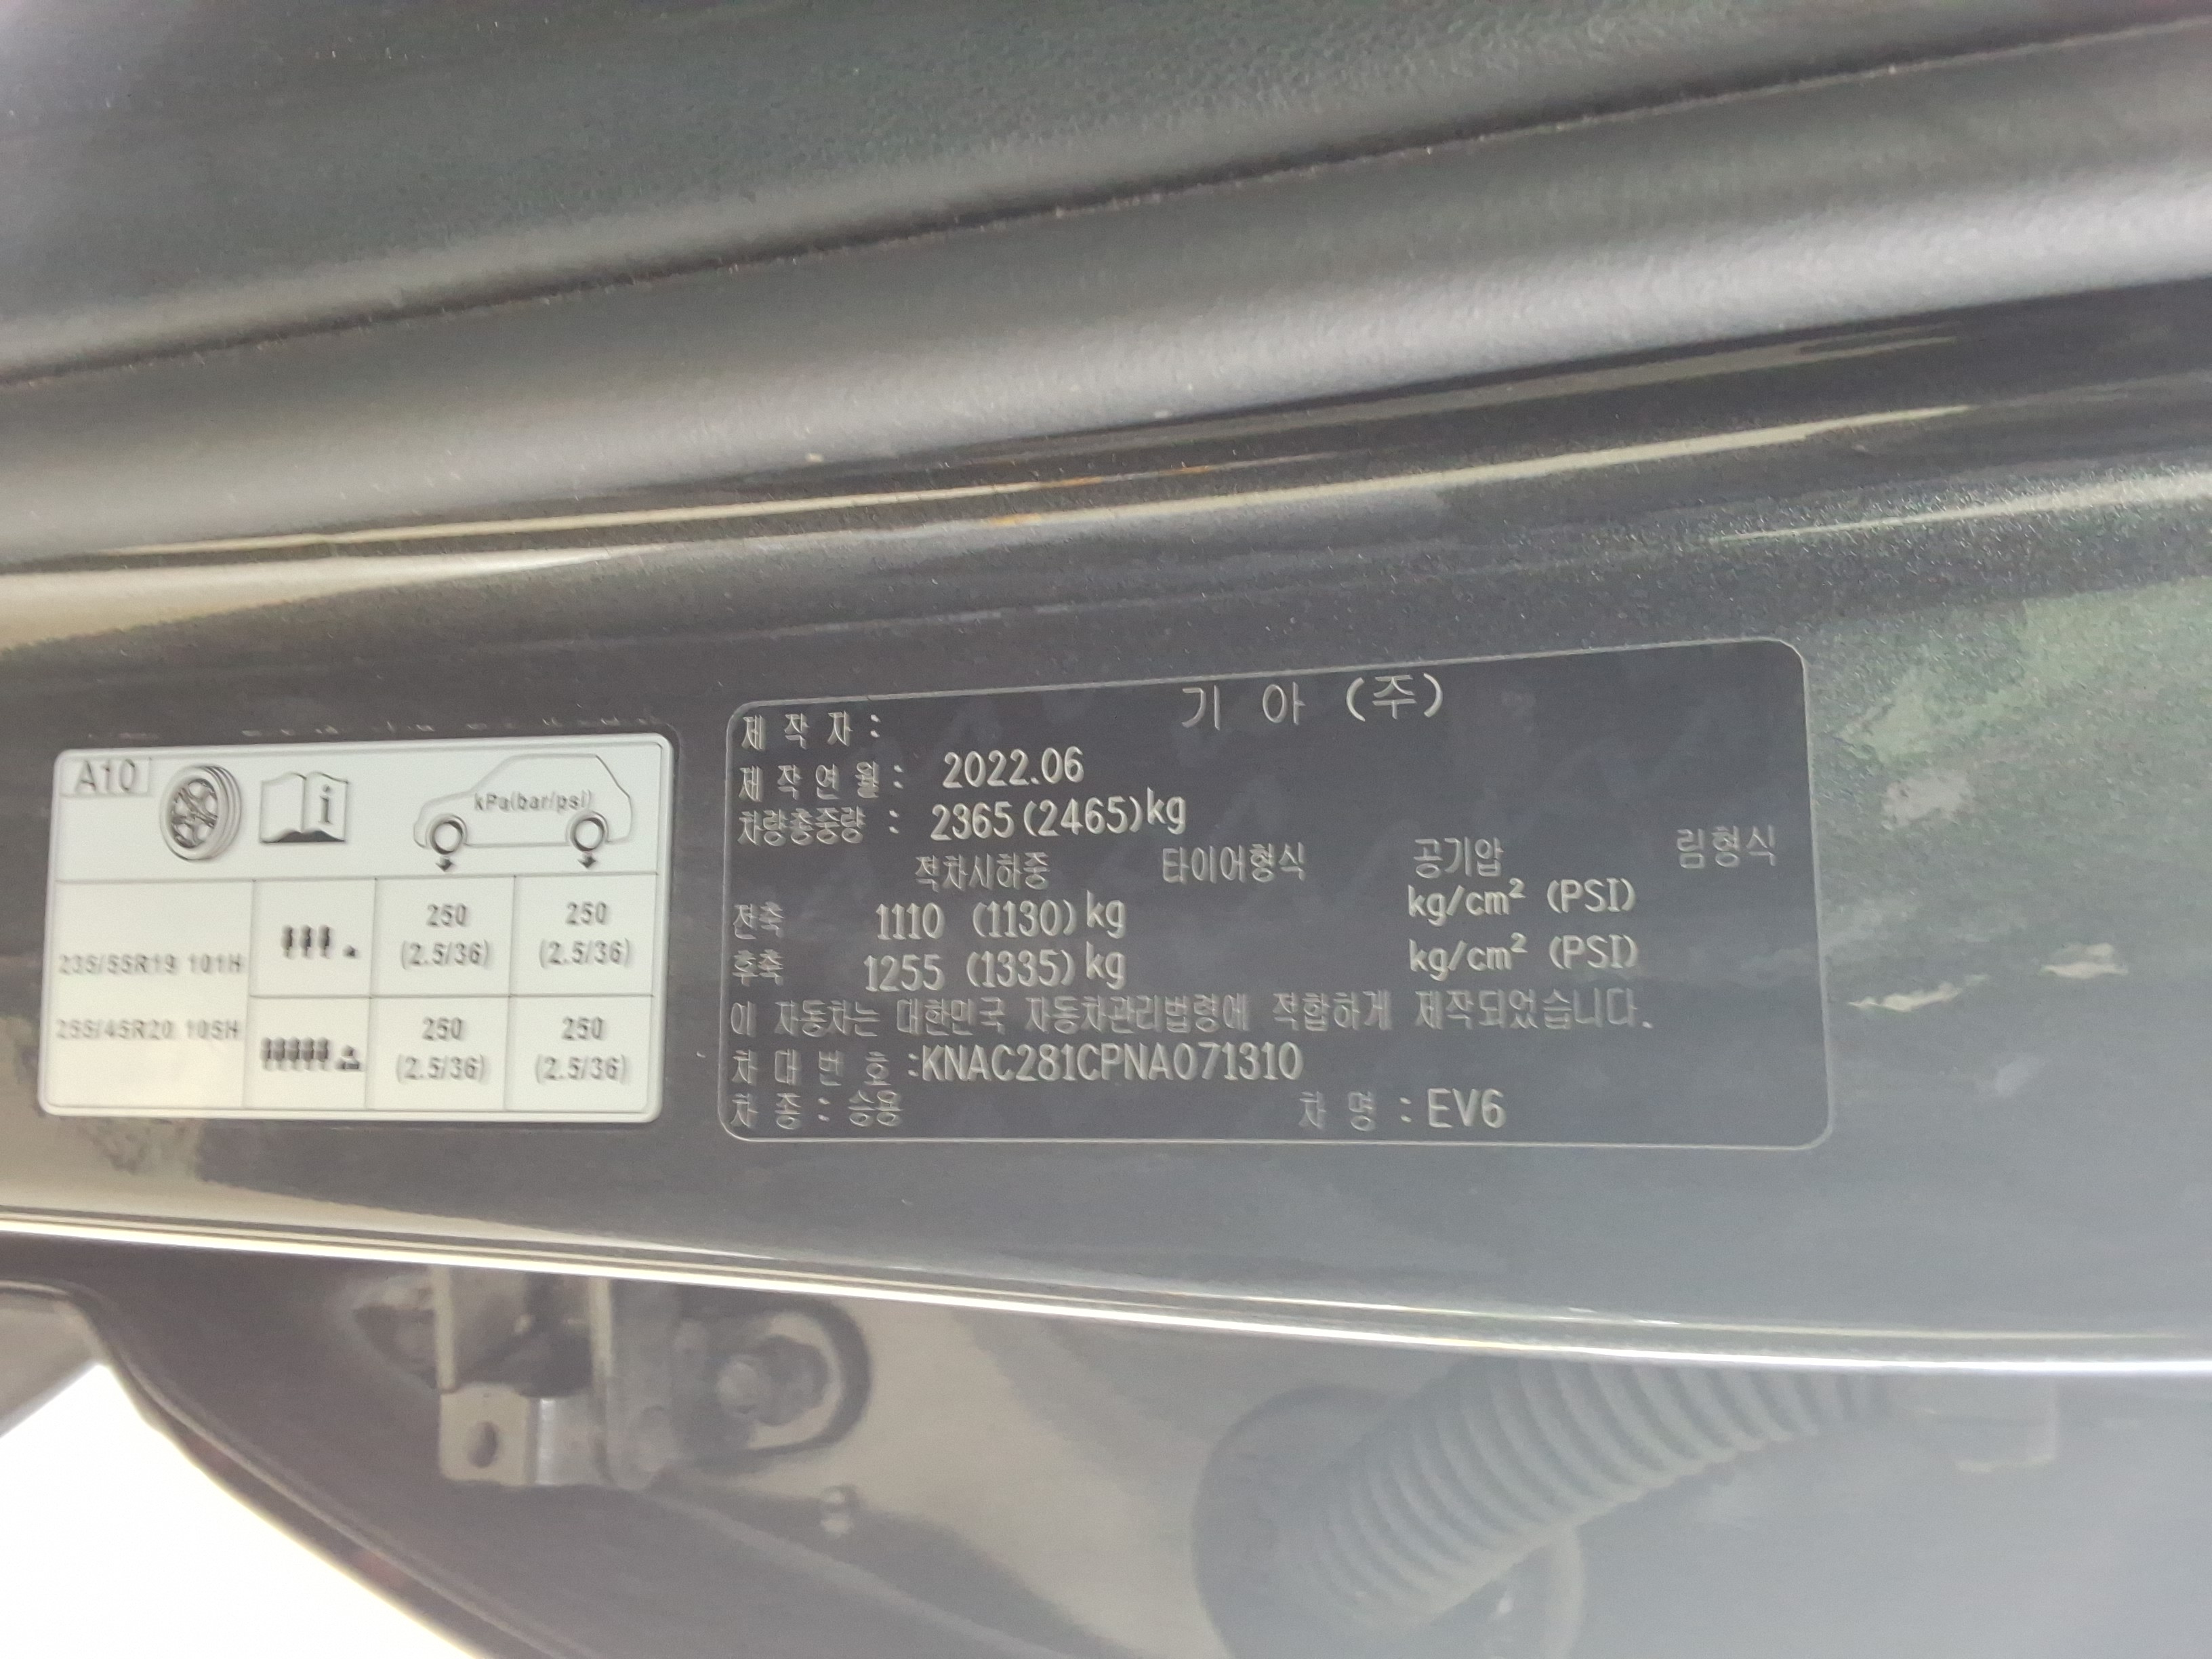 A10
kPa(bar/psi)
235/55R19 101H
255/45R20 105H
250 (2.5/36)
250 (2.5/36)
250 (2.5/36)
250 (2.5/36)
제작자 : 기아 (주)
제작연월 : 2022.06
차량총중량 : 2365(2465)kg
적차시하중 타이어형식 공기압 림형식
전축 1110 (1130)kg kg/cm² (PSI)
후축 1255 (1335)kg kg/cm² (PSI)
이 자동차는 대한민국 자동차관리법령에 적합하게 제작되었습니다.
차대번호 :KNAC281CPNA071310
차종 : 승용 차명 : EV6